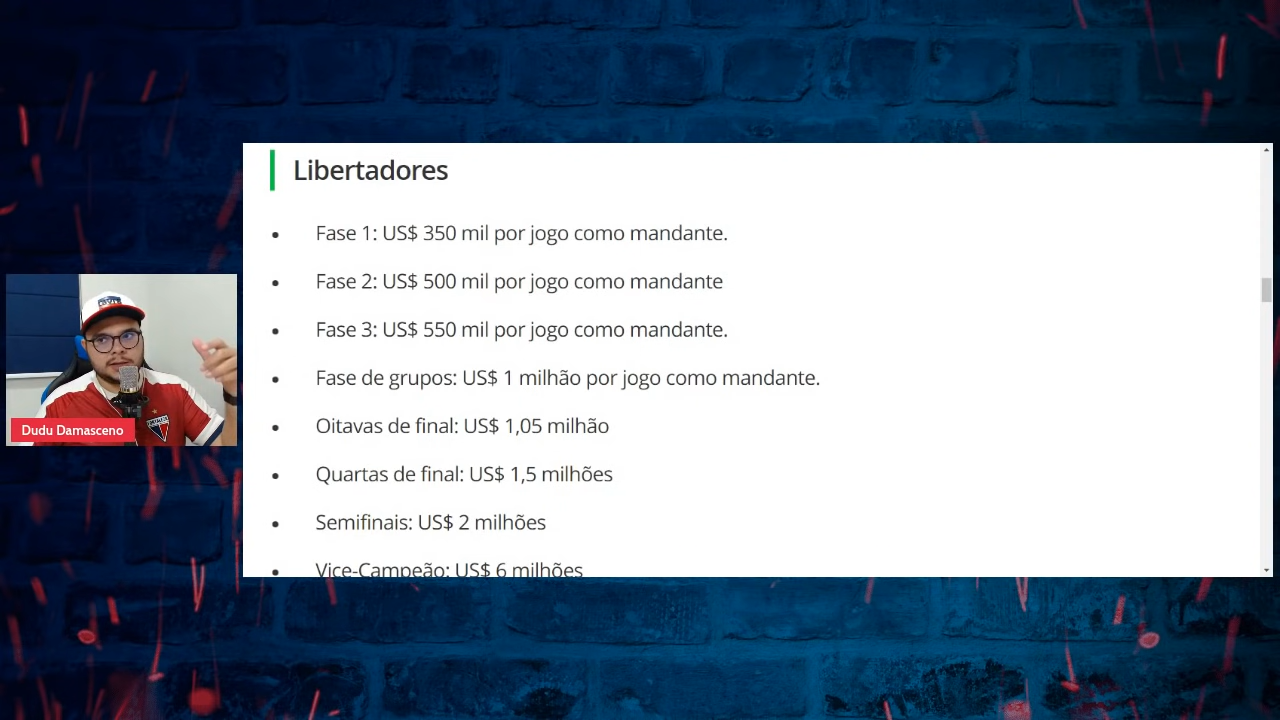 Libertadores
• Fase 1: US$ 350 mil por jogo como mandante.
• Fase 2: US$ 500 mil por jogo como mandante
• Fase 3: US$ 550 mil por jogo como mandante.
• Fase de grupos: US$ 1 milhão por jogo como mandante.
• Oitavas de final: US$ 1,05 milhão
• Quartas de final: US$ 1,5 milhões
• Semifinais: US$ 2 milhões
• Vice-Campeão: US$ 6 milhões
Dudu Damasceno